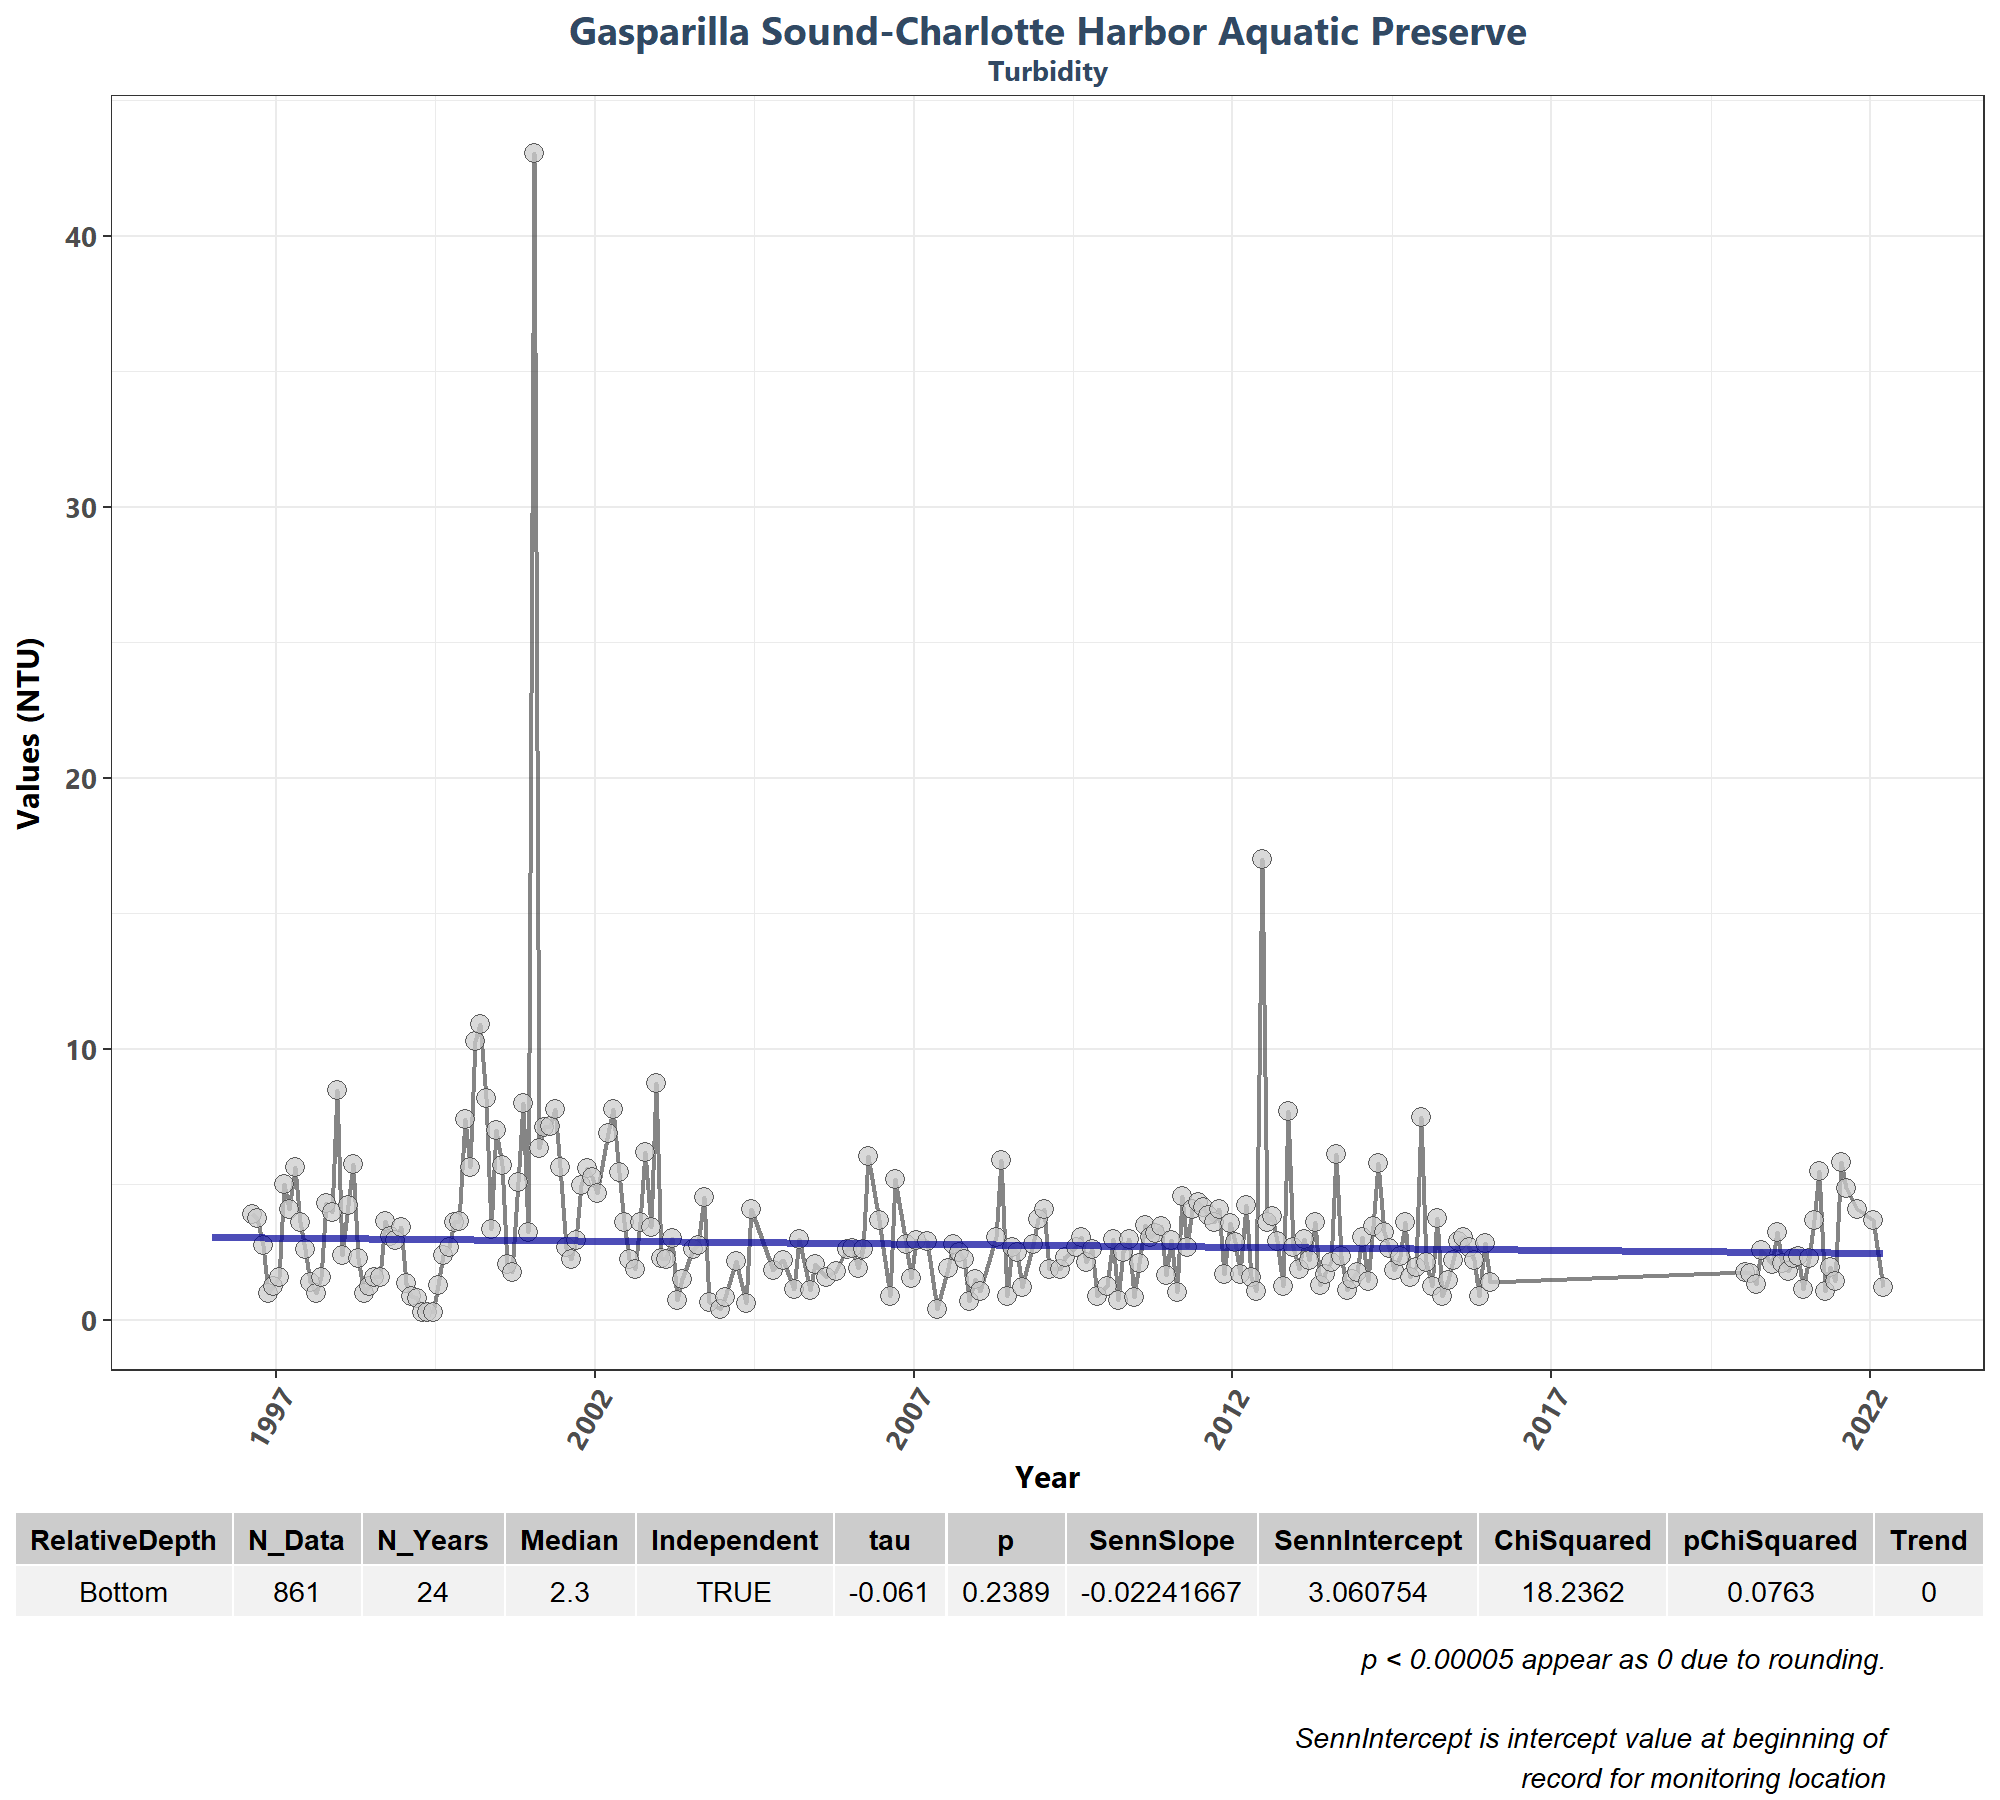 Gasparilla Sound-Charlotte Harbor Aquatic Preserve
Turbidity
Values (NTU)
40
30
20
10
0
1997 2002 2007 2012 2017 2022
Year
RelativeDepth N_Data N_Years Median Independent tau p SennSlope SennIntercept ChiSquared pChiSquared Trend
Bottom 861 24 2.3 TRUE -0.061 0.2389 -0.02241667 3.060754 18.2362 0.0763 0
p < 0.00005 appear as 0 due to rounding.
SennIntercept is intercept value at beginning of
record for monitoring location